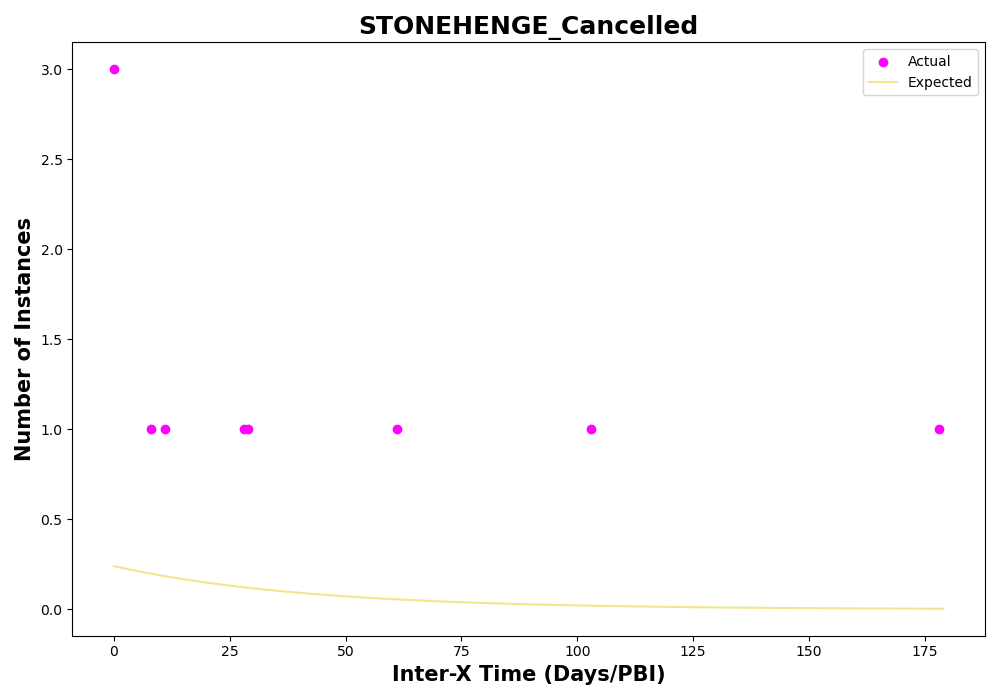 STONEHENGE_Cancelled
Actual
Expected
3.0
2.5
2.0
1.5
1.0
0.5
0.0
Number of Instances
0 25 50 75 100 125 150 175
Inter-X Time (Days/PBI)